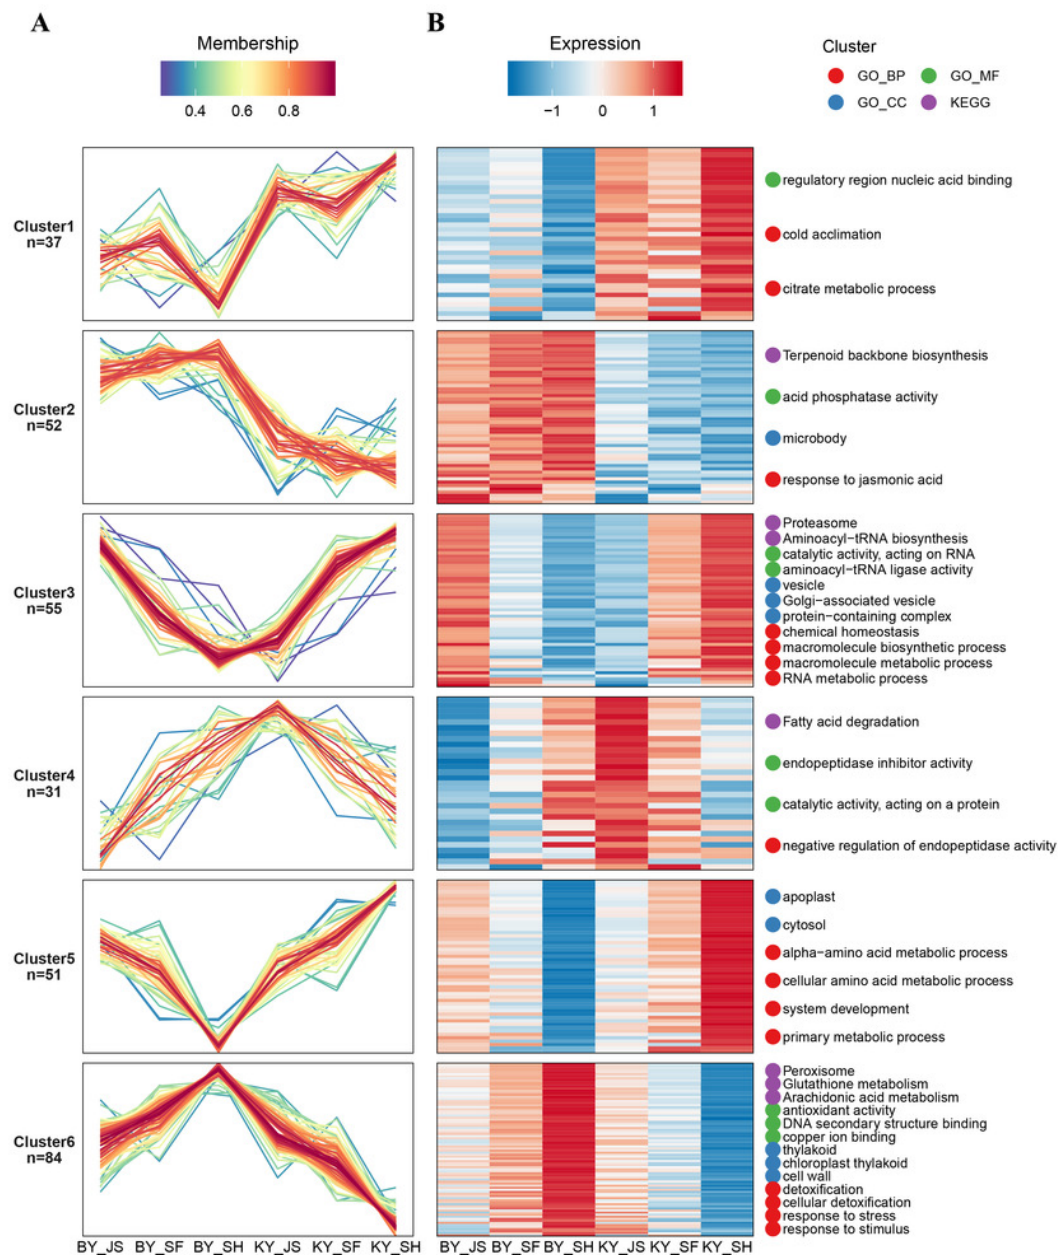 A
B
Membership
0.4 0.6 0.8
Expression
−1 0 1
Cluster
GO_BP GO_MF
GO_CC KEGG
Cluster1
n=37
regulatory region nucleic acid binding
cold acclimation
citrate metabolic process
Cluster2
n=52
Terpenoid backbone biosynthesis
acid phosphatase activity
microbody
response to jasmonic acid
Cluster3
n=55
Proteasome
Aminoacyl−tRNA biosynthesis
catalytic activity, acting on RNA
aminoacyl−tRNA ligase activity
vesicle
Golgi−associated vesicle
protein−containing complex
chemical homeostasis
macromolecule biosynthetic process
macromolecule metabolic process
RNA metabolic process
Cluster4
n=31
Fatty acid degradation
endopeptidase inhibitor activity
catalytic activity, acting on a protein
negative regulation of endopeptidase activity
Cluster5
n=51
apoplast
cytosol
alpha−amino acid metabolic process
cellular amino acid metabolic process
system development
primary metabolic process
Cluster6
n=84
Peroxisome
Glutathione metabolism
Arachidonic acid metabolism
antioxidant activity
DNA secondary structure binding
copper ion binding
thylakoid
chloroplast thylakoid
cell wall
detoxification
cellular detoxification
response to stress
response to stimulus
BY_JS BY_SF BY_SH KY_JS KY_SF KY_SH
BY_JS BY_SF BY_SH KY_JS KY_SF KY_SH